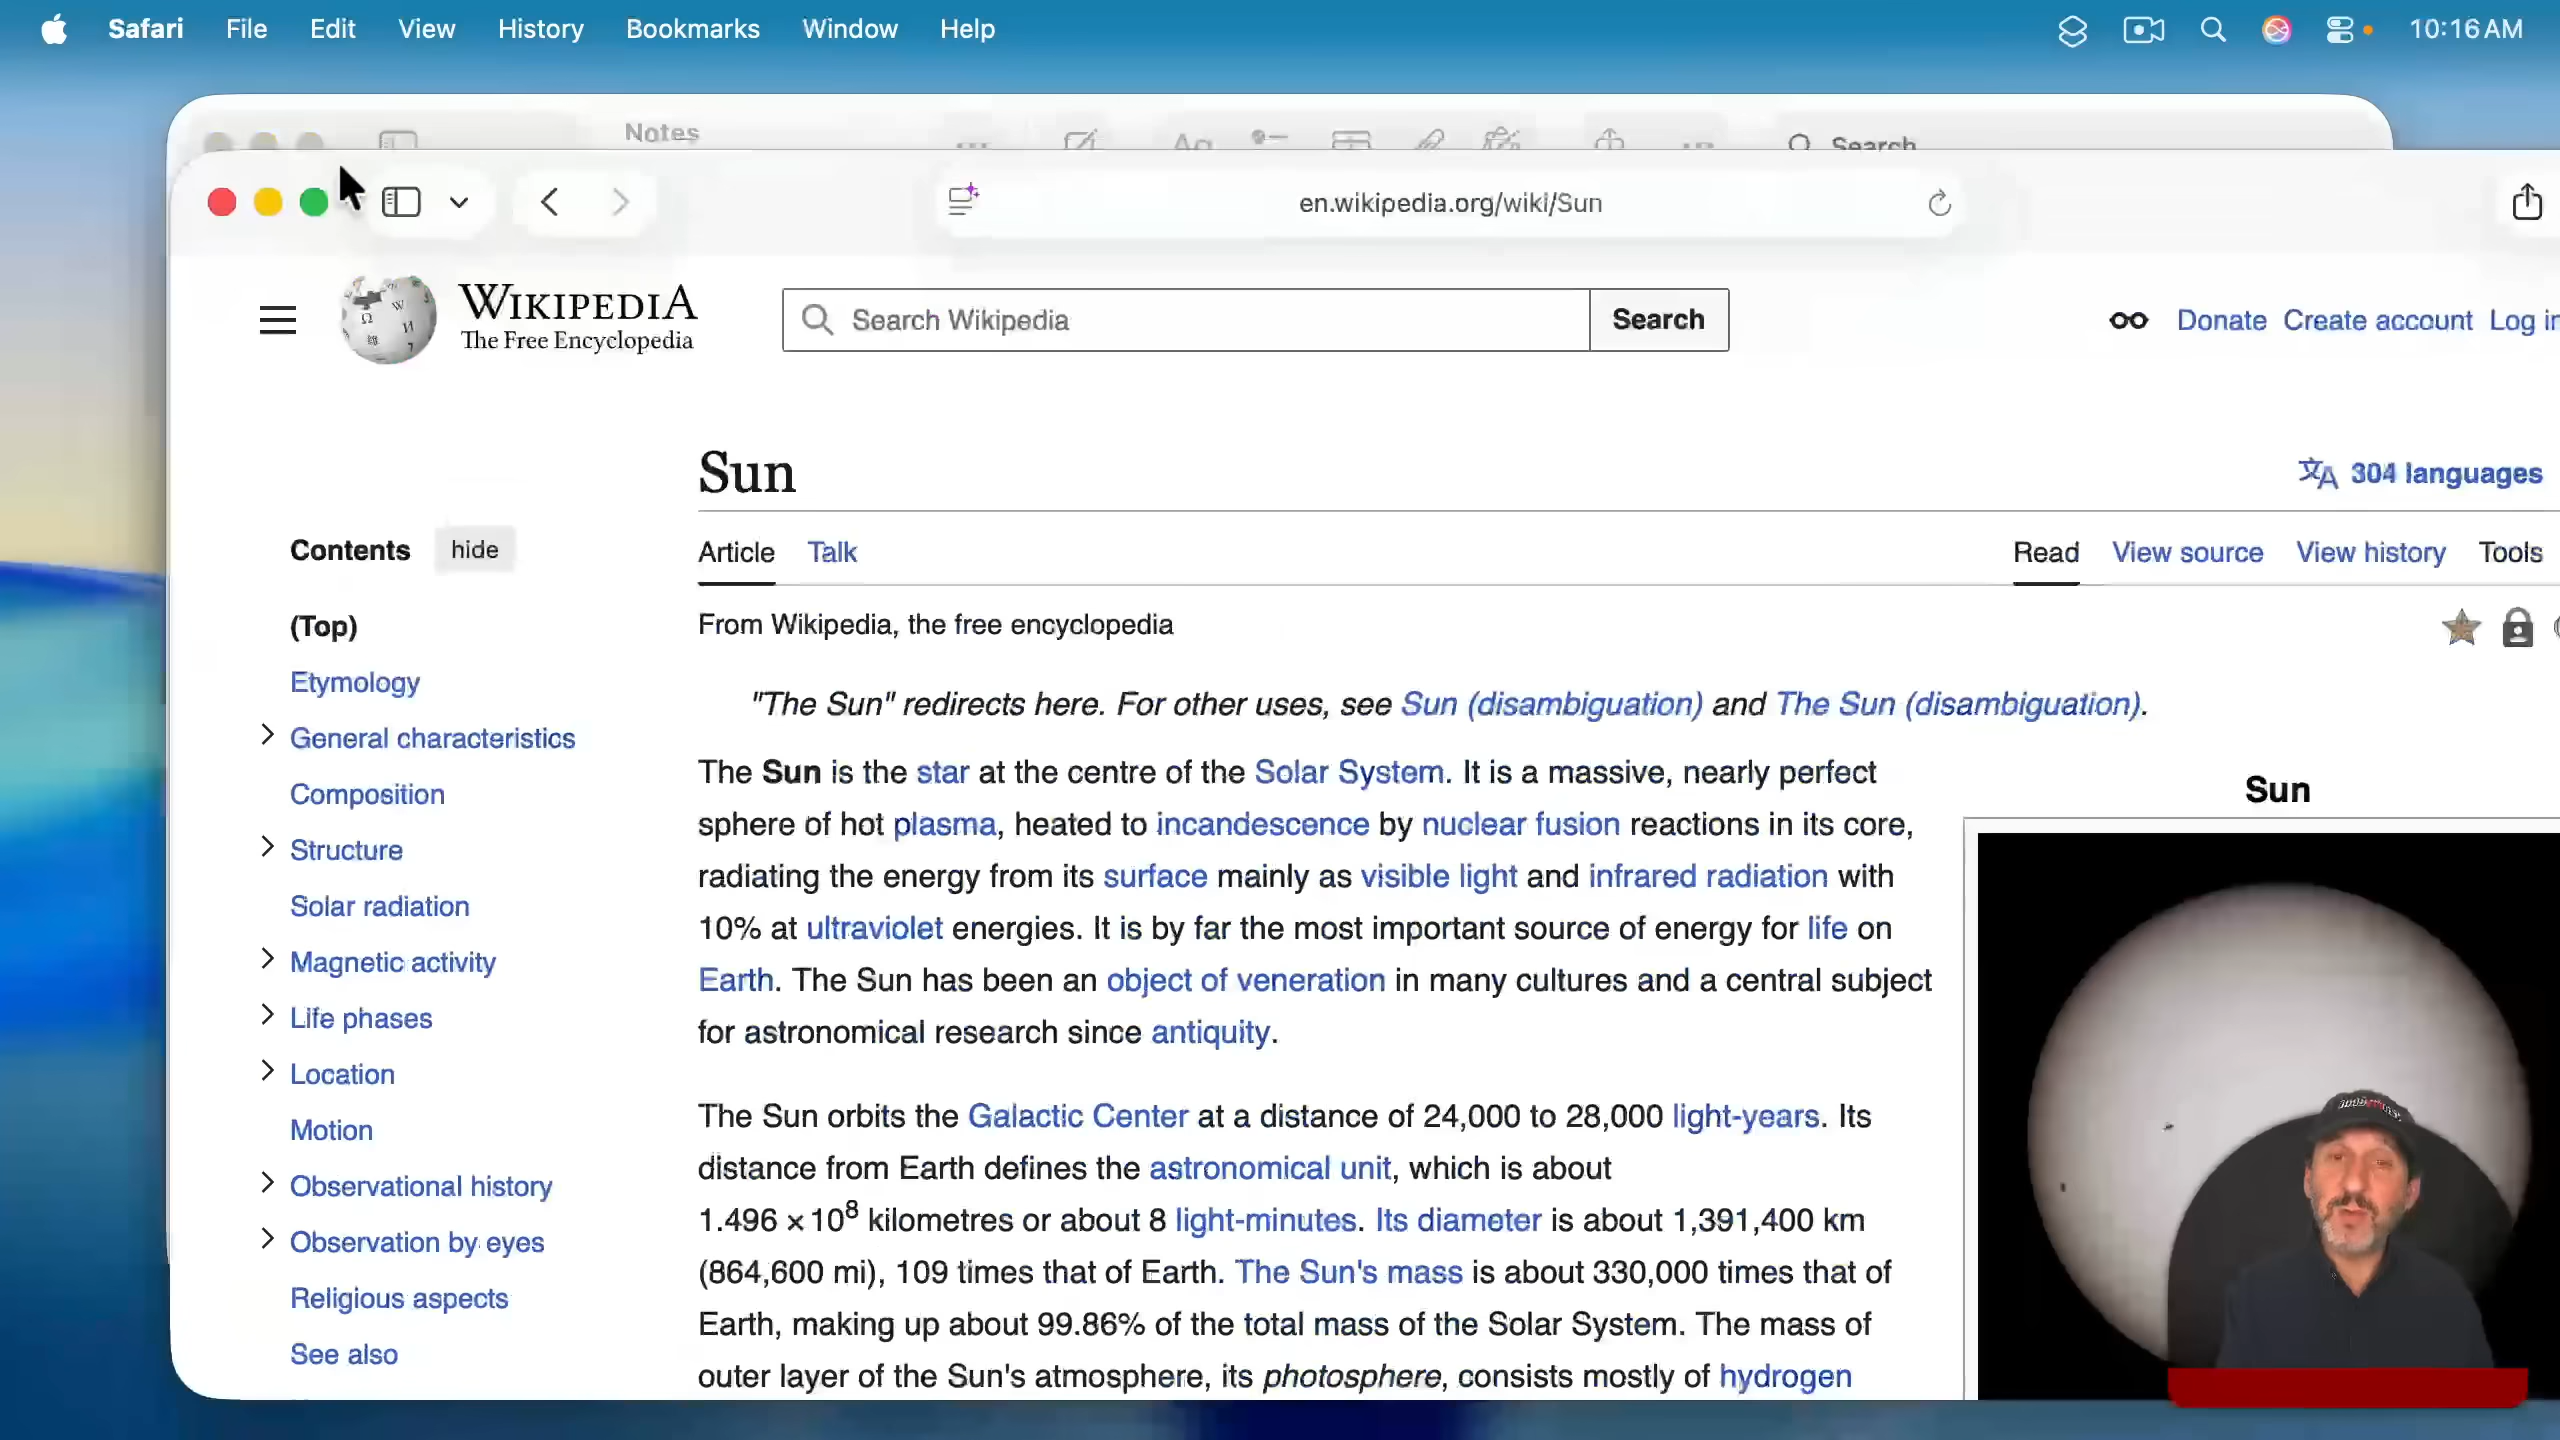 Safari File Edit View History Bookmarks Window Help 10:16 AM
Notes Search
en.wikipedia.org/wiki/Sun
WIKIPEDIA
The Free Encyclopedia
Search Wikipedia Search
Donate Create account
Sun
304 languages
Contents hide
Article Talk Read View source View history Tools
(Top)
From Wikipedia, the free encyclopedia
Etymology
"The Sun" redirects here. For other uses, see Sun (disambiguation) and The Sun (disambiguation).
General characteristics
Composition
Structure
Solar radiation
Magnetic activity
Life phases
Location
Motion
Observational history
Observation by eyes
Religious aspects
See also
The Sun is the star at the centre of the Solar System. It is a massive, nearly perfect
sphere of hot plasma, heated to incandescence by nuclear fusion reactions in its core,
radiating the energy from its surface mainly as visible light and infrared radiation with
10% at ultraviolet energies. It is by far the most important source of energy for life on
Earth. The Sun has been an object of veneration in many cultures and a central subject
for astronomical research since antiquity.
The Sun orbits the Galactic Center at a distance of 24,000 to 28,000 light-years. Its
distance from Earth defines the astronomical unit, which is about
1.496 × 10⁸ kilometres or about 8 light-minutes. Its diameter is about 1,391,400 km
(864,600 mi), 109 times that of Earth. The Sun's mass is about 330,000 times that of
Earth, making up about 99.86% of the total mass of the Solar System. The mass of
outer layer of the Sun's atmosphere, its photosphere, consists mostly of hydrogen
Sun